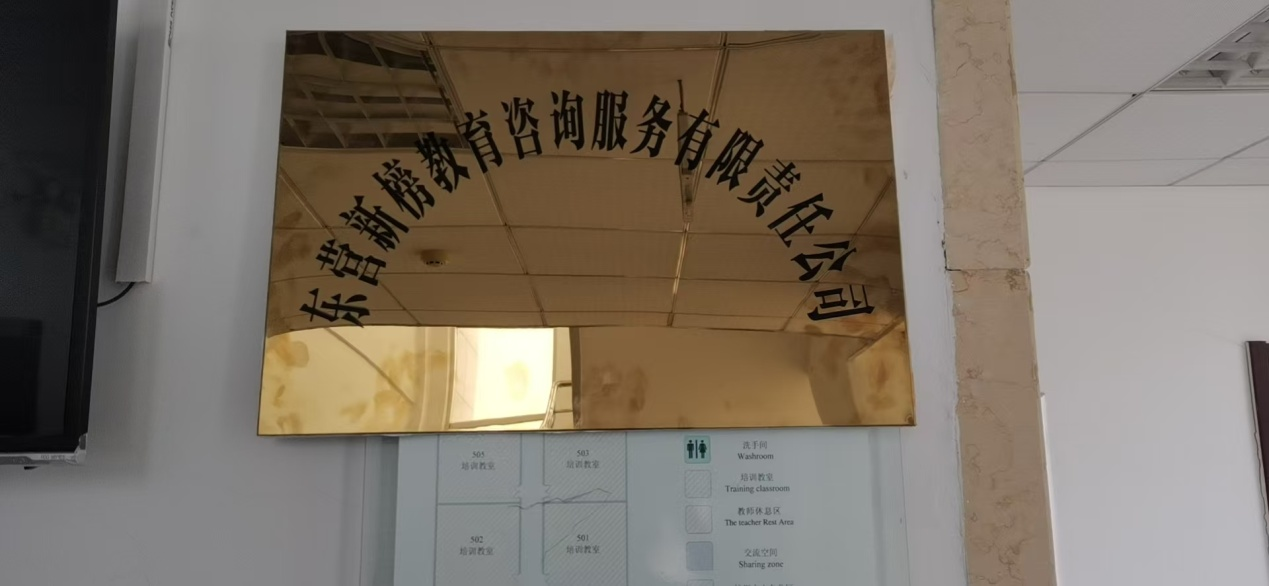 东营新榜教育咨询服务有限责任公司
505
培训教室
503
培训教室
502
培训教室
501
培训教室
洗手间
Washroom
培训教室
Training classroom
教师休息区
The teacher Rest Area
交流空间
Sharing zone